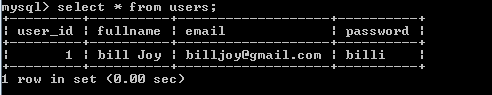 mysql> select * from users;
+---------+----------+-------------------+----------+
| user_id | fullname | email             | password |
+---------+----------+-------------------+----------+
|       1 | bill Joy | billjoy@gmail.com | billi    |
+---------+----------+-------------------+----------+
1 row in set (0.00 sec)